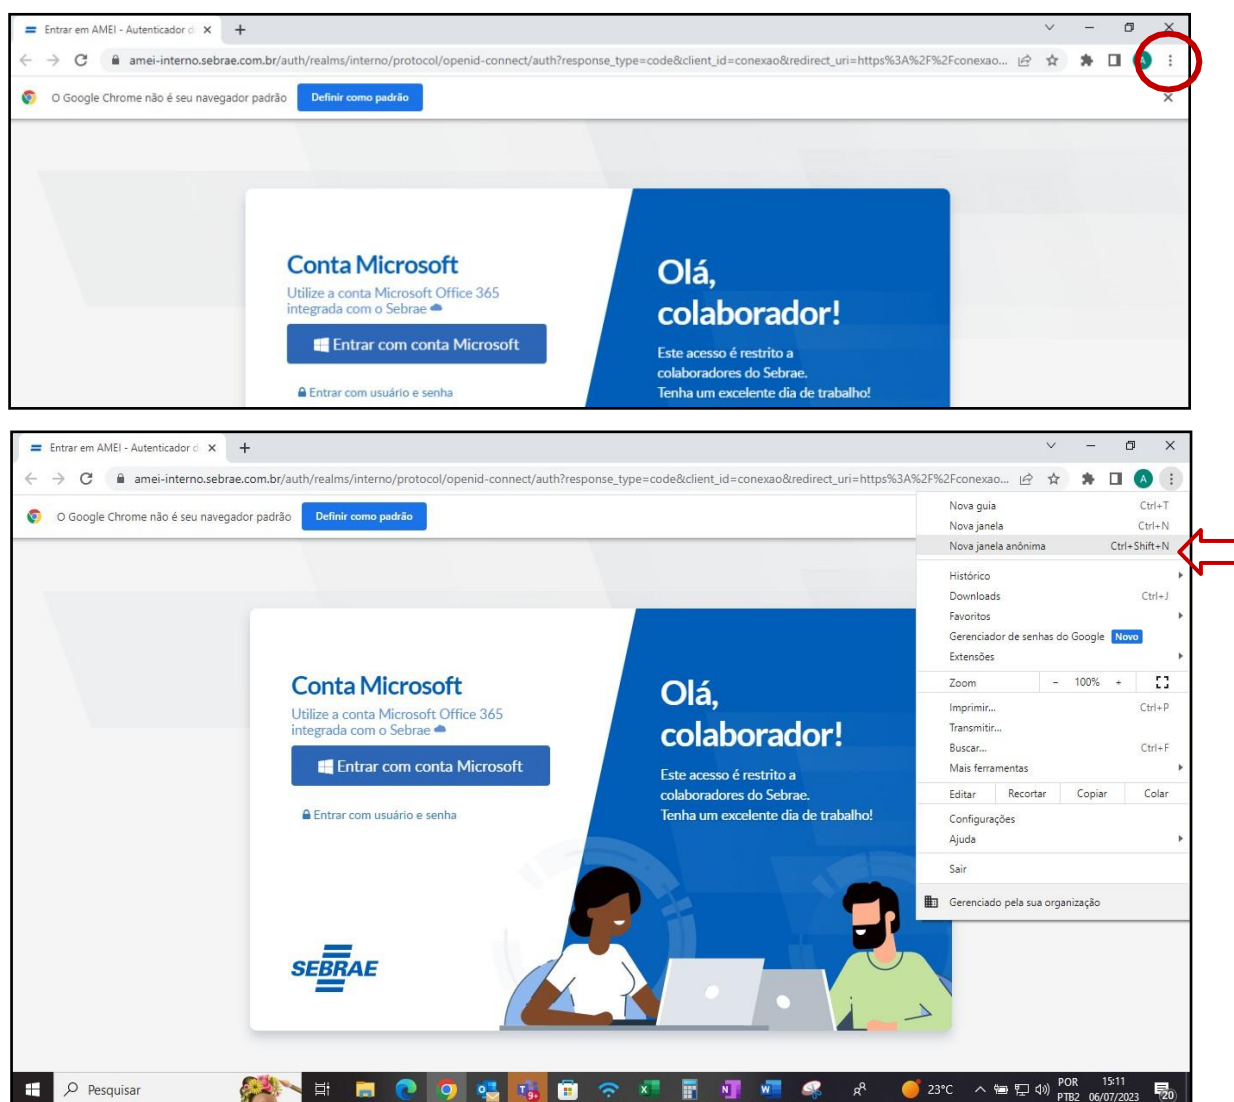 Entrar em AMEI - Autenticador d
amei-interno.sebrae.com.br/auth/realms/interno/protocol/openid-connect/auth?response_type=code&client_id=conexao&redirect_uri=https%3A%2F%2Fconexao...
A
O Google Chrome não é seu navegador padrão
Definir como padrão
Conta Microsoft
Utilize a conta Microsoft Office 365
integrada com o Sebrae
Entrar com conta Microsoft
Entrar com usuário e senha
Olá,
colaborador!
Este acesso é restrito a
colaboradores do Sebrae.
Tenha um excelente dia de trabalho!
Entrar em AMEI - Autenticador d
amei-interno.sebrae.com.br/auth/realms/interno/protocol/openid-connect/auth?response_type=code&client_id=conexao&redirect_uri=https%3A%2F%2Fconexao...
A
O Google Chrome não é seu navegador padrão
Definir como padrão
Nova guia Ctrl+T
Nova janela Ctrl+N
Nova janela anônima Ctrl+Shift+N
Histórico
Downloads Ctrl+J
Favoritos
Gerenciador de senhas do Google Novo
Extensões
Zoom - 100% +
Imprimir... Ctrl+P
Transmitir...
Buscar... Ctrl+F
Mais ferramentas
Editar Recortar Copiar Colar
Configurações
Ajuda
Sair
Gerenciado pela sua organização
Conta Microsoft
Utilize a conta Microsoft Office 365
integrada com o Sebrae
Entrar com conta Microsoft
Entrar com usuário e senha
Olá,
colaborador!
Este acesso é restrito a
colaboradores do Sebrae.
Tenha um excelente dia de trabalho!
SEBRAE
Pesquisar
9+
23°C
POR
PTB2
15:11
06/07/2023
20